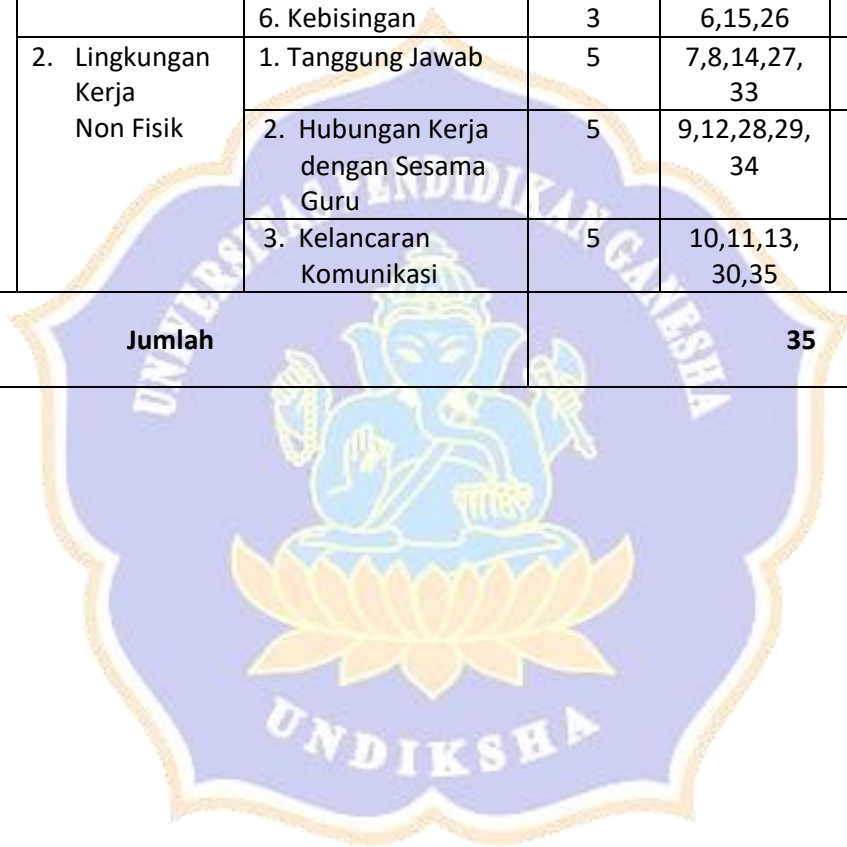 6. Kebisingan 3 6,15,26
2. Lingkungan 1. Tanggung Jawab 5 7,8,14,27,
Kerja 33
Non Fisik 2. Hubungan Kerja 5 9,12,28,29,
dengan Sesama 34
Guru
3. Kelancaran 5 10,11,13,
Komunikasi 30,35
Jumlah 35
UNIVERSITAS PENDIDIKAN GANESHA
UNDIKSHA